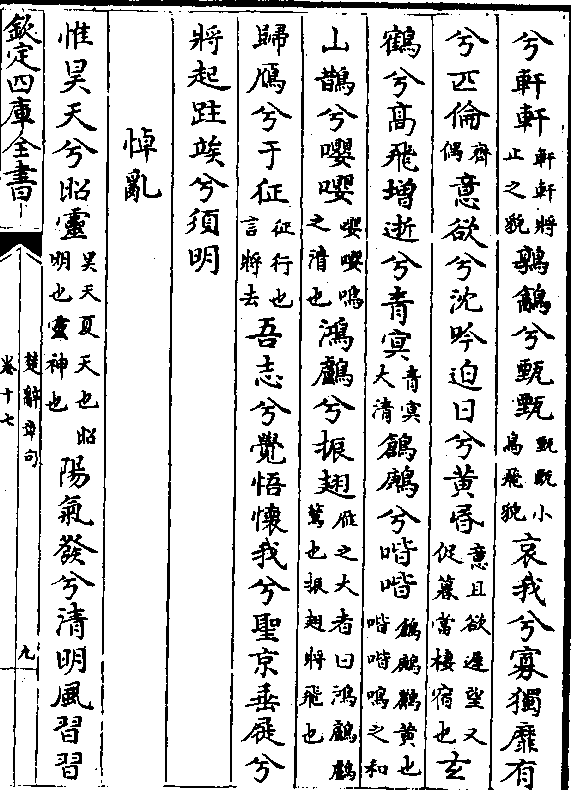 兮軒軒軒軒將止之貌鶉鵪兮甄甄甄甄小鳥飛貌哀我兮寡獨靡有
兮匹倫齊偶意欲兮沈吟迫日兮黃昏意且欲遲望又促暮當棲宿也玄
鶴兮高飛增逝兮青冥青冥大清鶬鶊兮喈喈鶬鶊鸝黃也喈喈鳴之和
山鵲兮嚶嚶嚶嚶鳴之清也鴻鸕兮振翅雁之大者曰鴻鸕鸕鶿也振翅將飛也
歸鴈兮于征征行也言將去吾志兮覺悟懷我兮聖京垂屣兮
將起跓竢兮須明
悼亂
惟昊天兮昭靈昊天夏天也昭明也靈神也陽氣發兮清明風習習
欽定四庫全書
楚辭章句
卷十七
九